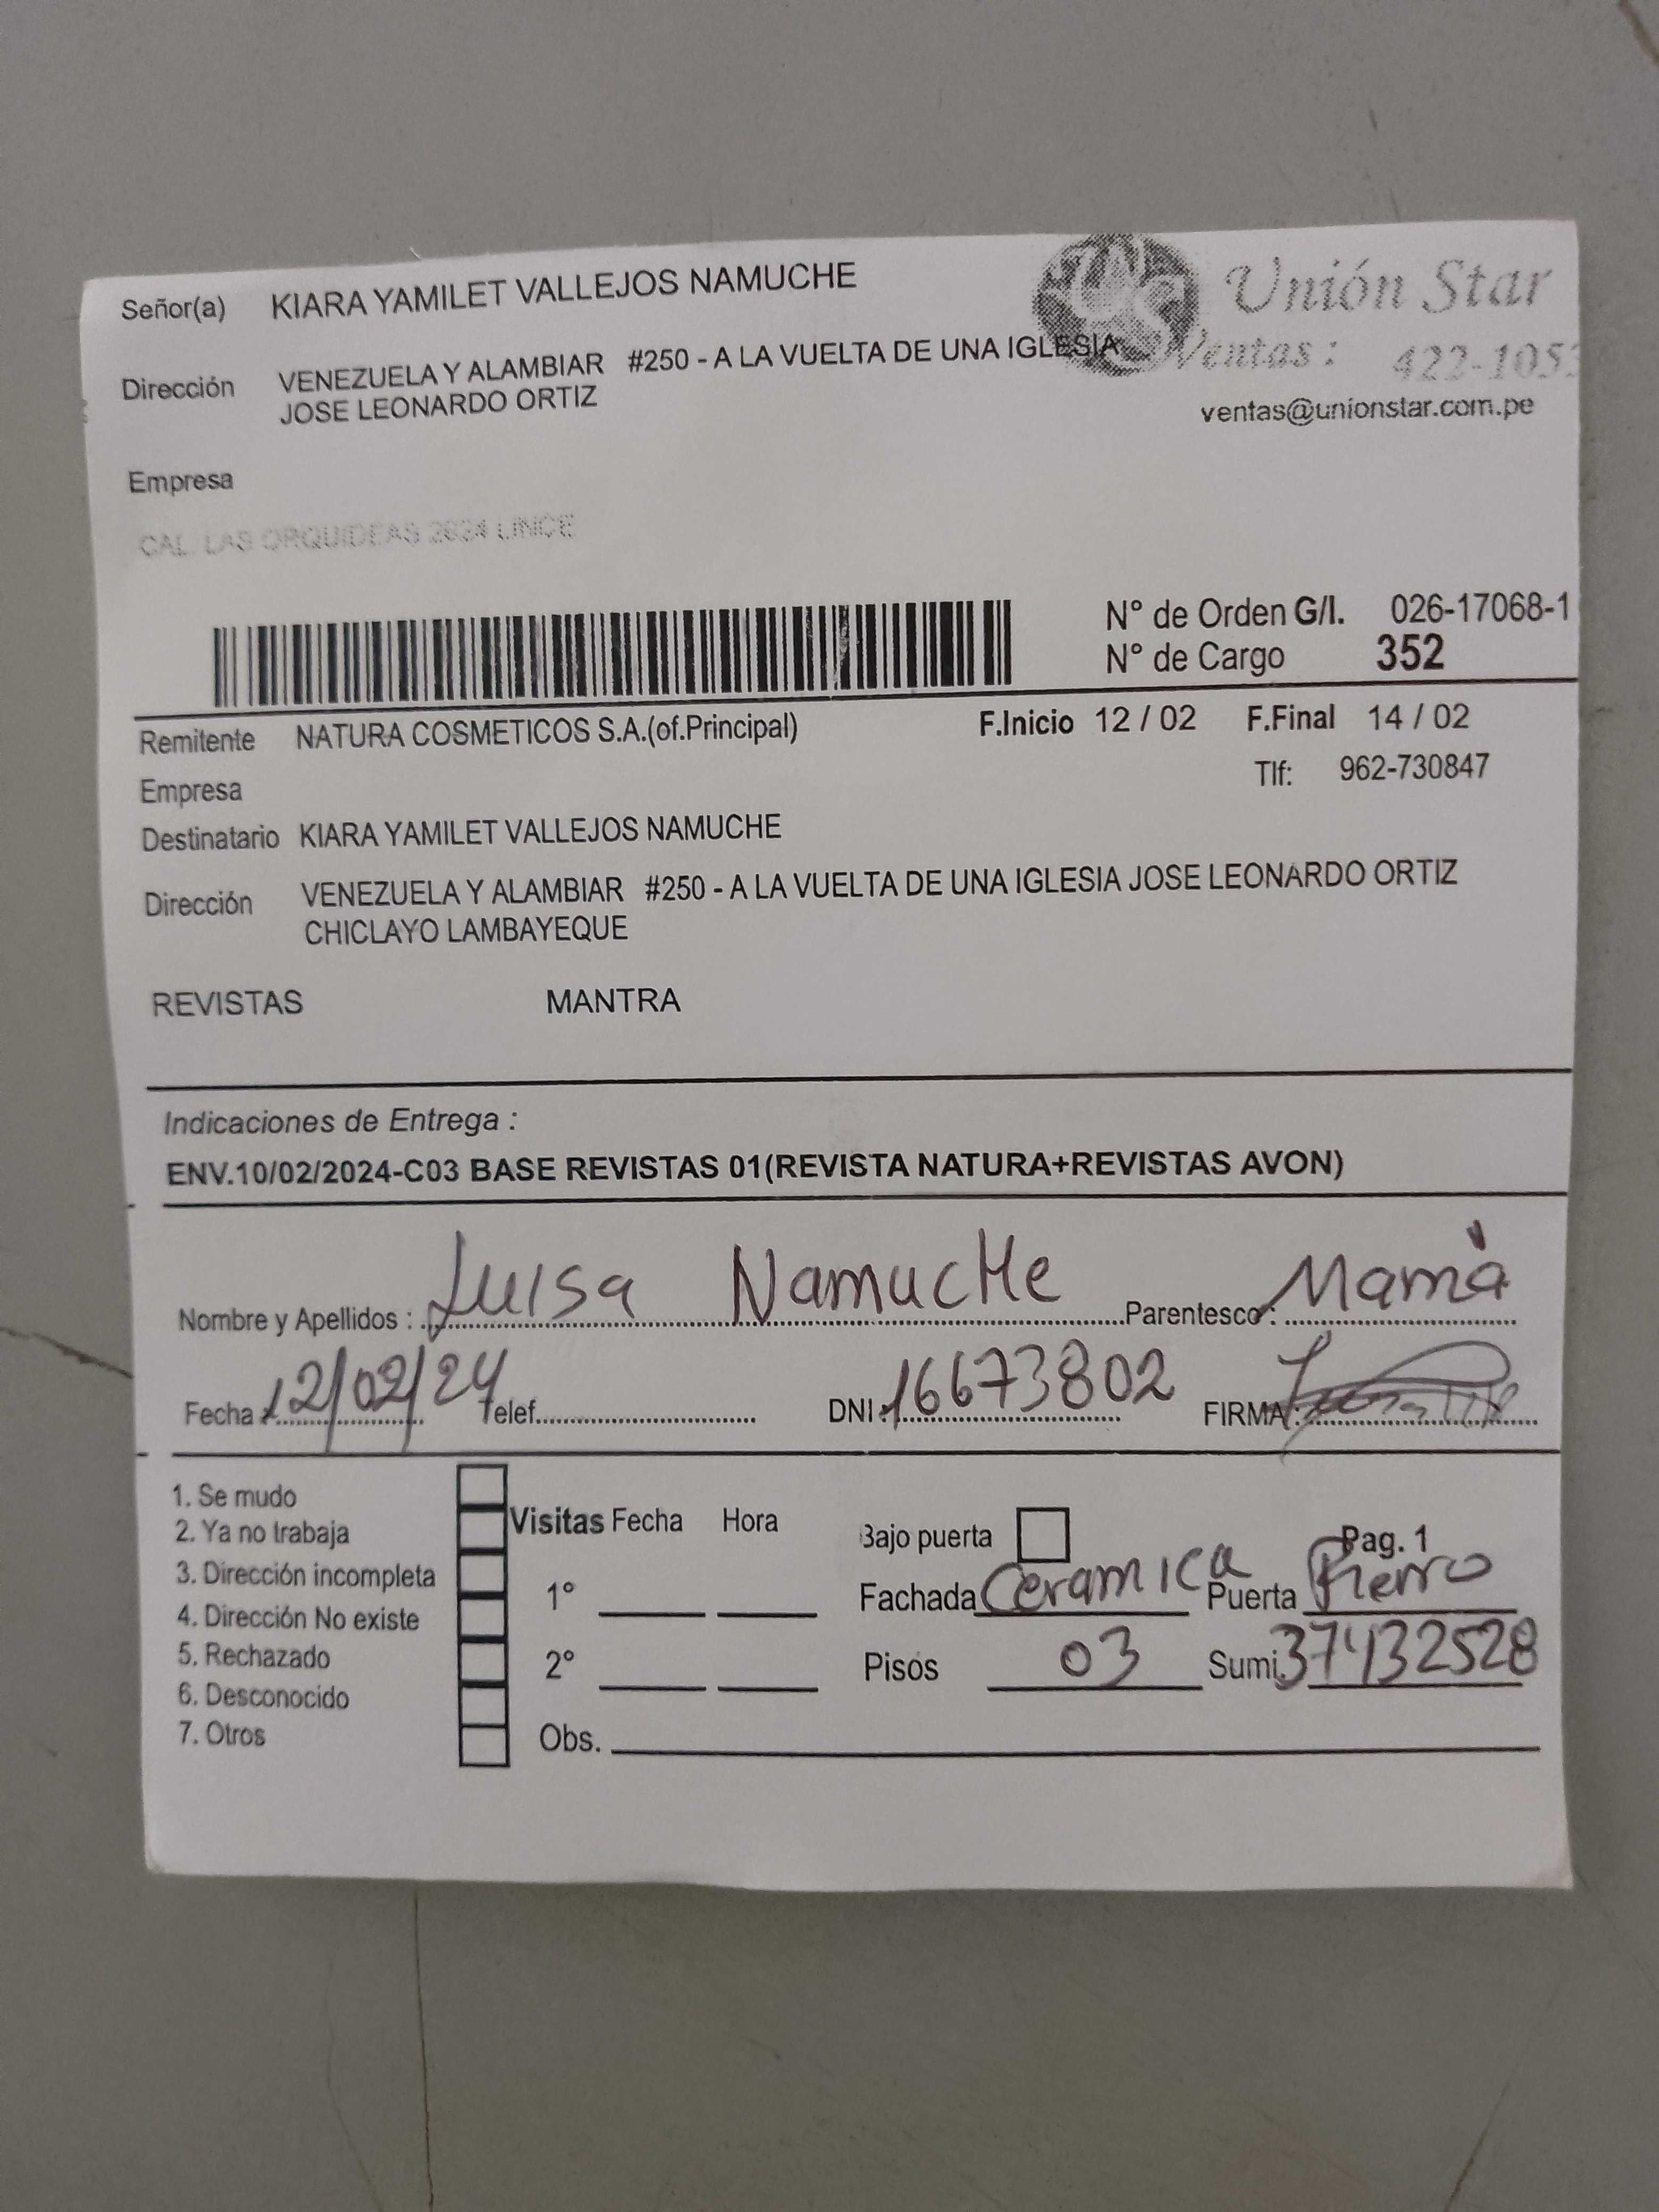 Señor(a) KIARA YAMILET VALLEJOS NAMUCHE
Unión Star
Dirección VENEZUELA Y ALAMBIAR #250 - A LA VUELTA DE UNA IGLESIA
JOSE LEONARDO ORTIZ
Ventas: 422-105
ventas@unionstar.com.pe
Empresa
CAL. LAS ORQUIDEAS 2624 LINCE
N° de Orden G/I. 026-17068-1
N° de Cargo 352
Remitente NATURA COSMETICOS S.A.(of.Principal) F.Inicio 12 / 02 F.Final 14 / 02
Empresa Tlf: 962-730847
Destinatario KIARA YAMILET VALLEJOS NAMUCHE
Dirección VENEZUELA Y ALAMBIAR #250 - A LA VUELTA DE UNA IGLESIA JOSE LEONARDO ORTIZ
CHICLAYO LAMBAYEQUE
REVISTAS MANTRA
Indicaciones de Entrega :
ENV.10/02/2024-C03 BASE REVISTAS 01(REVISTA NATURA+REVISTAS AVON)
Nombre y Apellidos : Luisa NamucHe Parentesco : Mamà
Fecha 12/02/24 Telef. DNI 16673802 FIRMA :
1. Se mudo
2. Ya no trabaja
3. Dirección incompleta
4. Dirección No existe
5. Rechazado
6. Desconocido
7. Otros
Visitas Fecha Hora
1°
2°
Obs.
Bajo puerta Pag. 1
Fachada Ceramica Puerta Fierro
Pisos 03 Sumi. 37432528